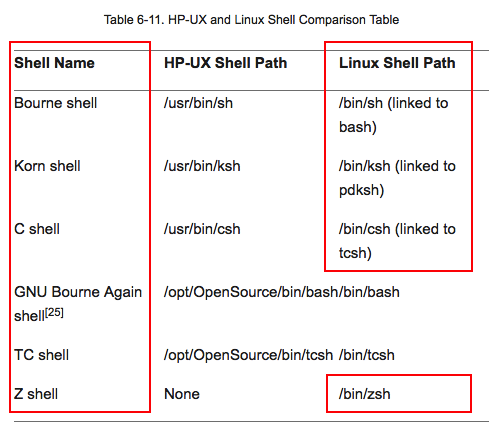 Table 6-11. HP-UX and Linux Shell Comparison Table
Shell Name HP-UX Shell Path Linux Shell Path
Bourne shell /usr/bin/sh /bin/sh (linked to
bash)
Korn shell /usr/bin/ksh /bin/ksh (linked to
pdksh)
C shell /usr/bin/csh /bin/csh (linked to
tcsh)
GNU Bourne Again /opt/OpenSource/bin/bash/bin/bash
shell[25]
TC shell /opt/OpenSource/bin/tcsh /bin/tcsh
Z shell None /bin/zsh